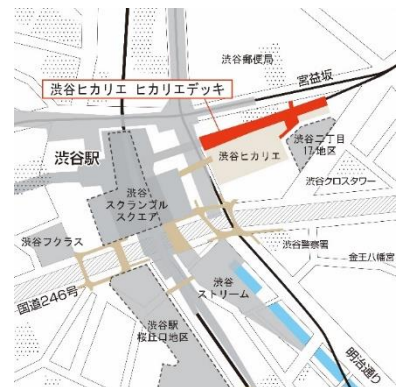 渋谷郵便局
宮益坂
渋谷ヒカリエ ヒカリエデッキ
渋谷二丁目
17地区
渋谷駅
渋谷ヒカリエ
渋谷クロスタワー
渋谷
スクランブル
スクエア
渋谷フクラス
渋谷警察署
金王八幡宮
国道246号
渋谷
ストリーム
渋谷駅
桜丘口地区
明治通り